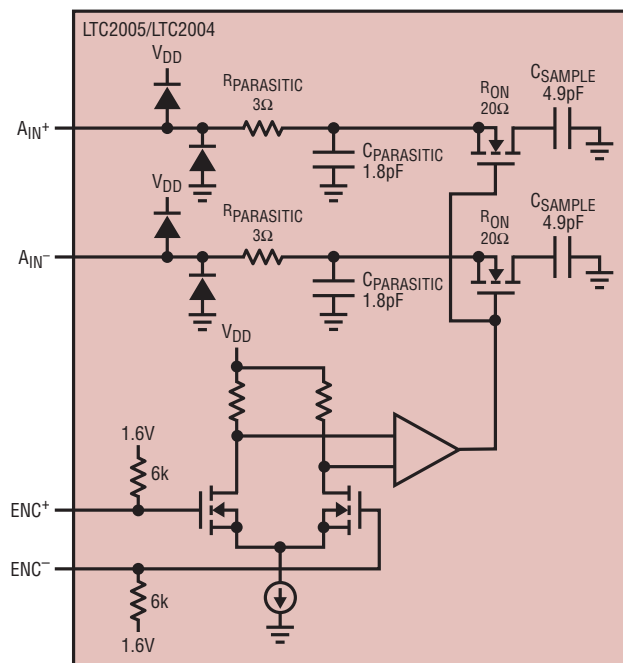 LTC2005/LTC2004
VDD
RPARASITIC
3Ω
RON
20Ω
CSAMPLE
4.9pF
AIN+
CPARASITIC
1.8pF
VDD
RPARASITIC
3Ω
RON
20Ω
CSAMPLE
4.9pF
AIN–
CPARASITIC
1.8pF
VDD
1.6V
6k
ENC+
ENC–
6k
1.6V